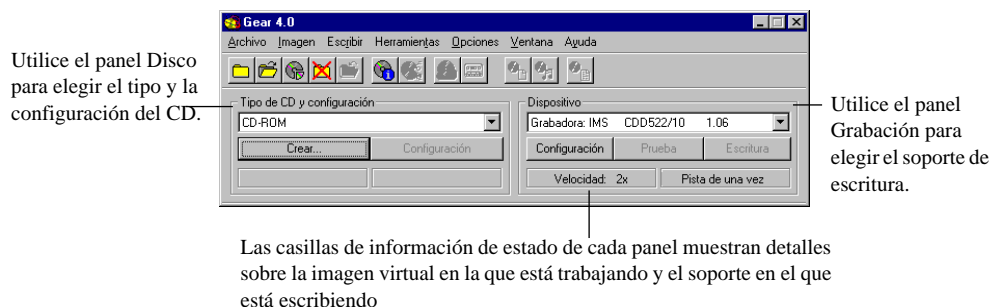 Gear 4.0
Archivo Imagen Escribir Herramientas Opciones Ventana Ayuda
Utilice el panel Disco
para elegir el tipo y la
configuración del CD.
Tipo de CD y configuración
CD-ROM
Crear...
Configuración
Dispositivo
Grabadora: IMS CDD522/10 1.06
Configuración
Prueba
Escritura
Velocidad: 2x
Pista de una vez
Utilice el panel
Grabación para
elegir el soporte de
escritura.
Las casillas de información de estado de cada panel muestran detalles
sobre la imagen virtual en la que está trabajando y el soporte en el que
está escribiendo